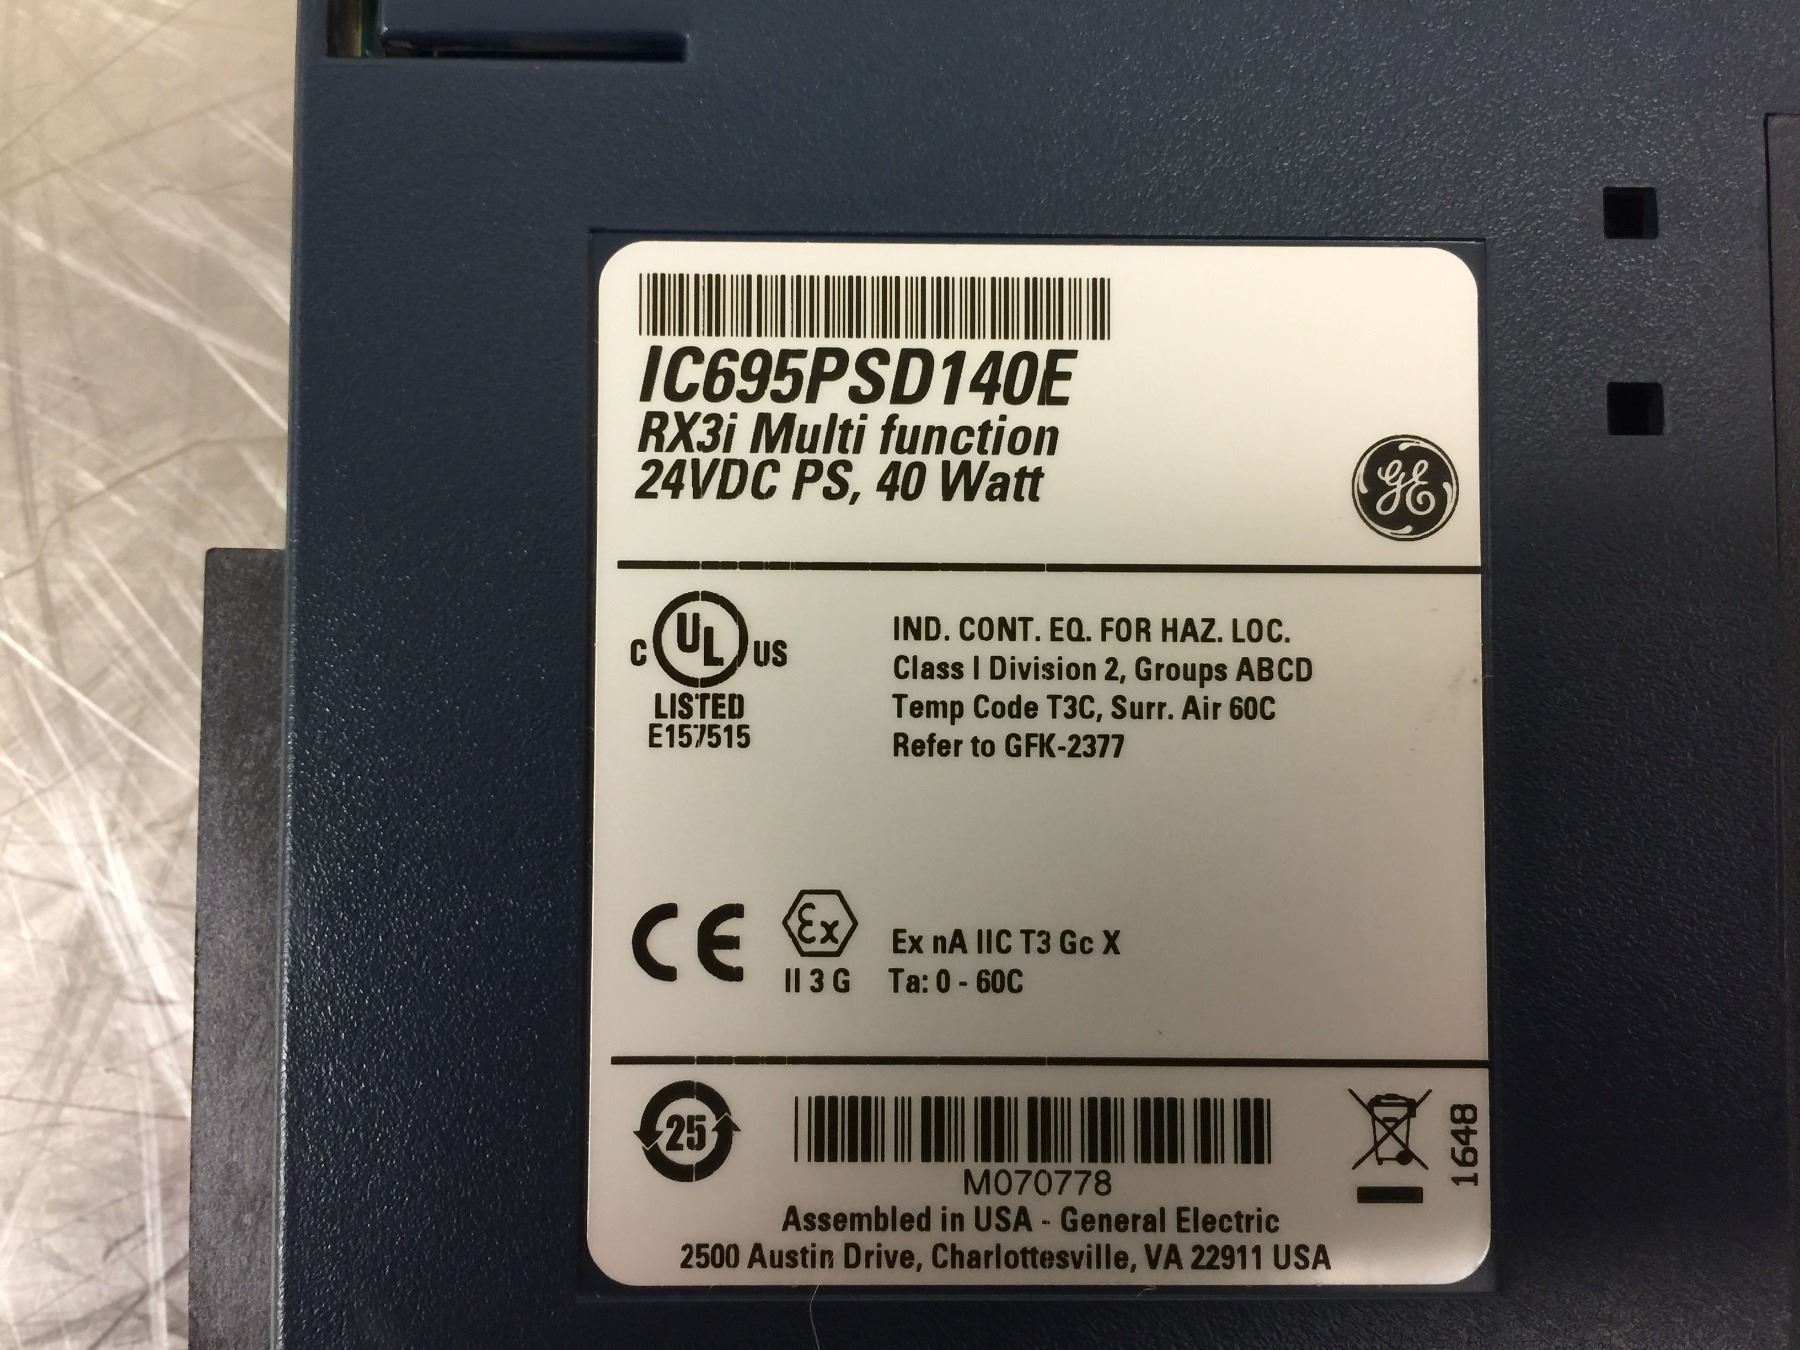 IC695PSD140E
RX3i Multi function
24VDC PS, 40 Watt
GE
C UL US
LISTED
E157515
IND. CONT. EQ. FOR HAZ. LOC.
Class I Division 2, Groups ABCD
Temp Code T3C, Surr. Air 60C
Refer to GFK-2377
CE
Ex
II 3 G
Ex nA IIC T3 Gc X
Ta: 0 - 60C
25
M070778
1648
Assembled in USA - General Electric
2500 Austin Drive, Charlottesville, VA 22911 USA